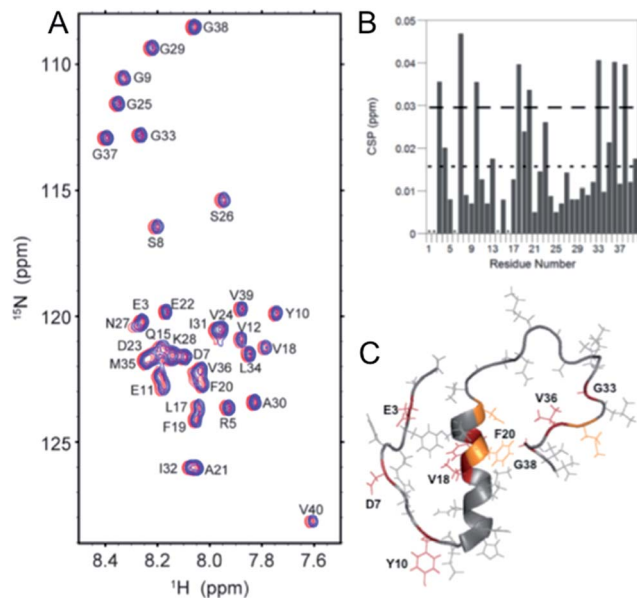 A
G38
G29
110
G9
G25
G33
G37
115
S26
S8
¹⁵N (ppm)
E3
E22
V39
Y10
N27
V24
I31
V12
Q15
D23
K28
V18
D7
L34
M35
V36
E11
F20
L17
A30
R5
F19
125
120
I32
A21
V40
8.4 8.2 8.0 7.8 7.6
¹H (ppm)
B
0.05
0.04
0.03
0.02
0.01
0
CSP (ppm)
1 5 9 13 17 21 25 29 33 37
Residue Number
C
V36
G33
E3
F20
G38
V18
D7
Y10